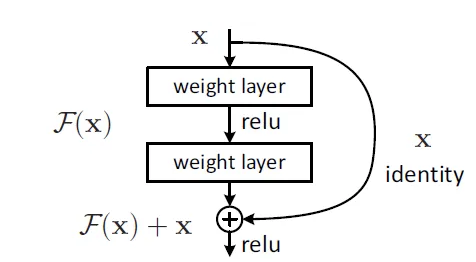 x
weight layer
relu
F(x)
x
weight layer
identity
F(x) + x
relu